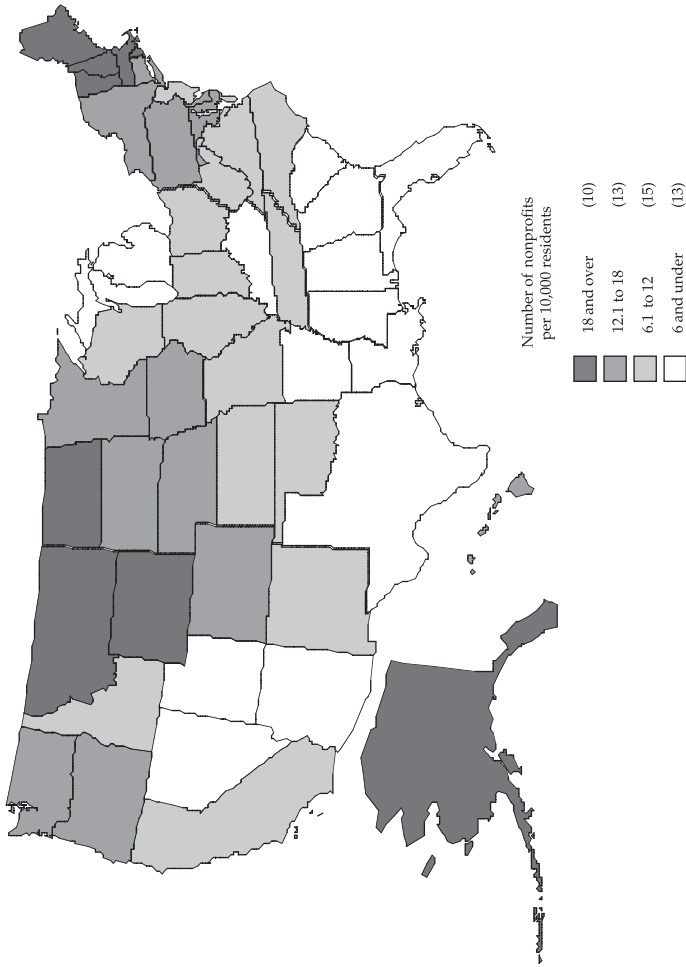 Number of nonprofits
per 10,000 residents
18 and over (10)
12.1 to 18 (13)
6.1 to 12 (15)
6 and under (13)